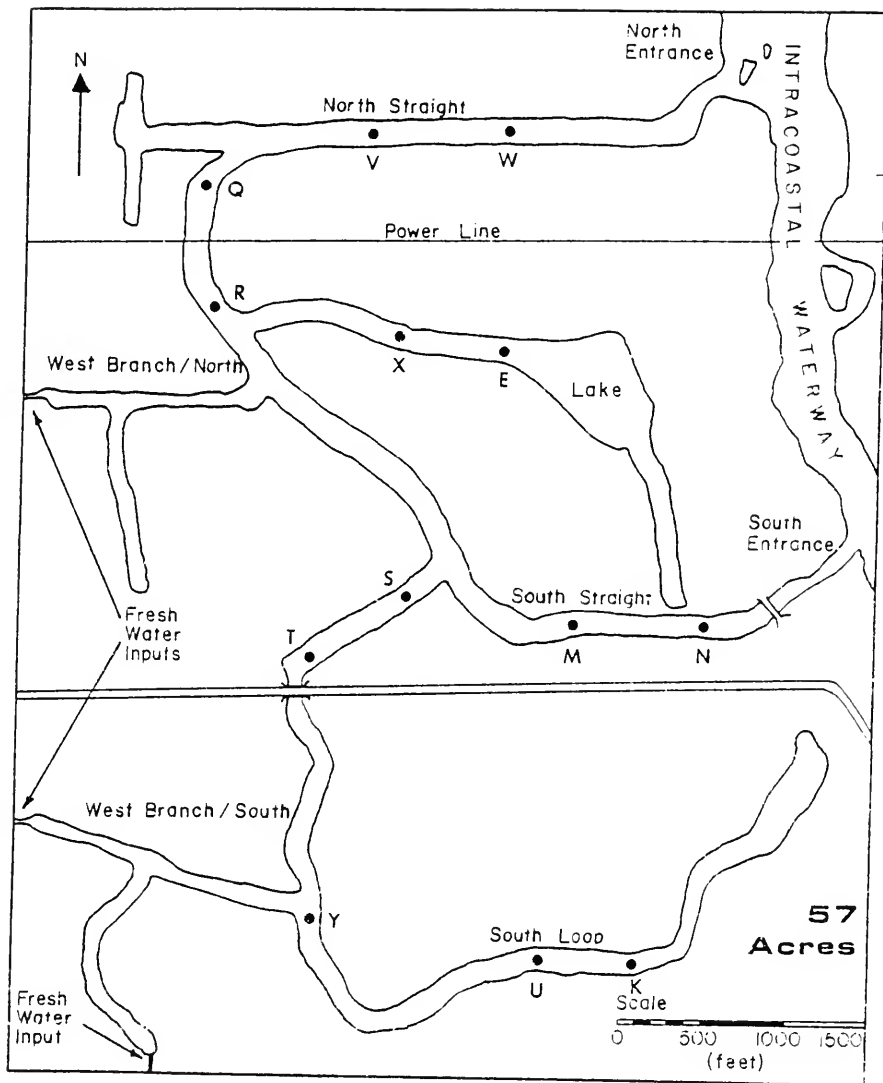 North
Entrance
N
INTRACOASTAL
WATERWAY
North Straight
V
W
Q
Power Line
R
West Branch/North
X
E
Lake
South
Entrance
S
South Straight
Fresh
Water
Inputs
T
M
N
West Branch/South
Y
57
Acres
South Loop
U
K
Fresh
Water
Input
Scale
0 500 1000 1500
(feet)